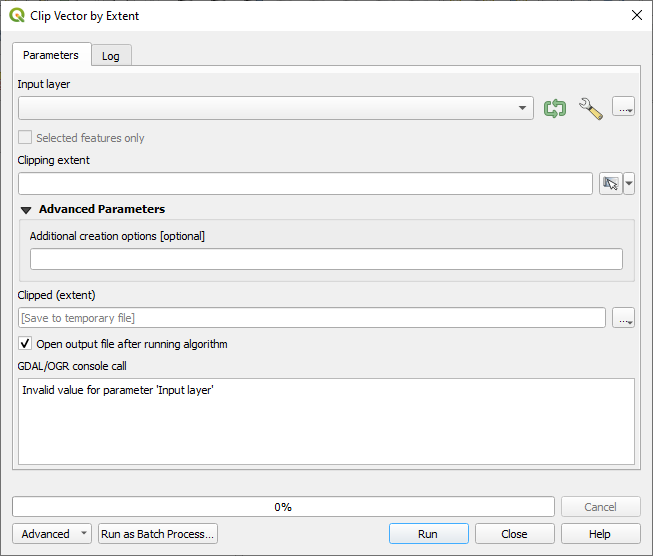 Clip Vector by Extent
Parameters
Log
Input layer
...
Selected features only
Clipping extent
Advanced Parameters
Additional creation options [optional]
Clipped (extent)
[Save to temporary file]
...
Open output file after running algorithm
GDAL/OGR console call
Invalid value for parameter 'Input layer'
0%
Cancel
Advanced
Run as Batch Process...
Run
Close
Help